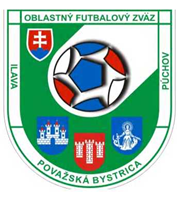 OBLASTNÝ FUTBALOVÝ ZVÄZ
ILAVA
PÚCHOV
POVAŽSKÁ BYSTRICA